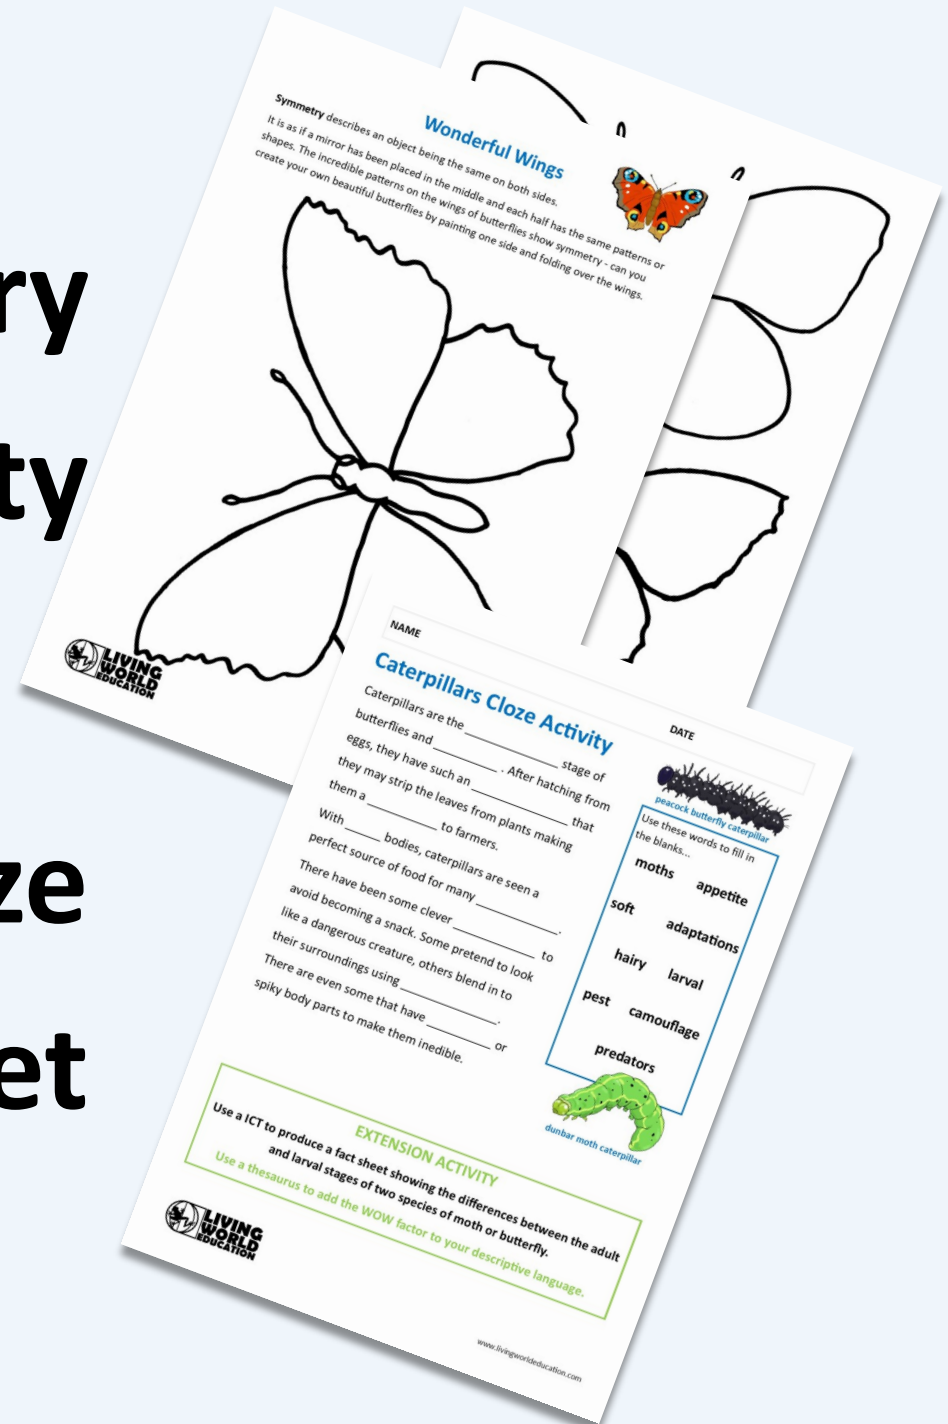 ry
ty
ze
et
Wonderful Wings
Symmetry describes an object being the same on both sides.
It is as if a mirror has been placed in the middle and each half has the same patterns or
shapes. The incredible patterns on the wings of butterflies show symmetry - can you
create your own beautiful butterflies by painting one side and folding over the wings.
LIVING
WORLD
EDUCATION
NAME
DATE
Caterpillars Cloze Activity
Caterpillars are the ______________ stage of
butterflies and __________ . After hatching from
eggs, they have such an ______________ that
they may strip the leaves from plants making
them a __________ to farmers.
With ______ bodies, caterpillars are seen a
perfect source of food for many ____________.
There have been some clever ____________ to
avoid becoming a snack. Some pretend to look
like a dangerous creature, others blend in to
their surroundings using ______________.
There are even some that have _________ or
spiky body parts to make them inedible.
peacock butterfly caterpillar
Use these words to fill in
the blanks...
moths appetite
soft adaptations
hairy larval
pest camouflage
predators
dunbar moth caterpillar
EXTENSION ACTIVITY
Use a ICT to produce a fact sheet showing the differences between the adult
and larval stages of two species of moth or butterfly.
Use a thesaurus to add the WOW factor to your descriptive language.
LIVING
WORLD
EDUCATION
www.livingworldeducation.com